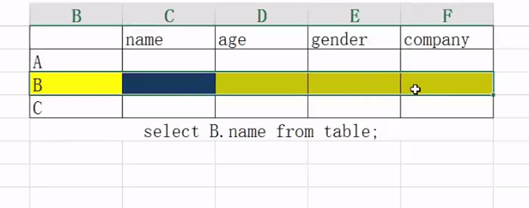 B C D E F
name age gender company
A
B
C
select B.name from table;